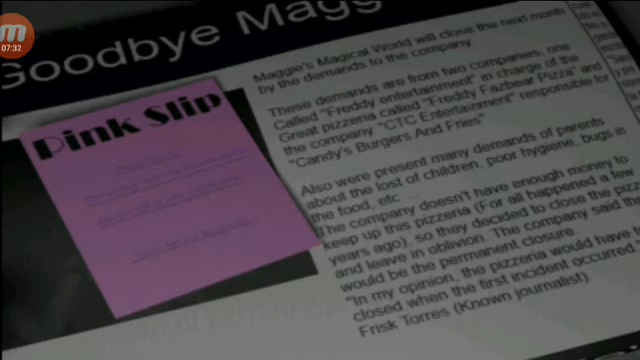 m
07:32
Goodbye Magg
Maggie's Magical World will close the next month
by the demands to the company.
These demands are from two companies, one
Called "Freddy entertainment" in charge of the
Great pizzeria called "Freddy Fazbear Pizza" and
the company "CTC Entertainment" responsible for
"Candy's Burgers And Fries"
Also were present many demands of parents
about the lost of children, poor hygiene, bugs in
the food, etc ...
The company doesn't have enough money to
keep up this pizzeria (For all happened a few
years ago), so they decided to close the pizz
and leave in oblivion. The company said tha
would be the permanent closure.
"In my opinion, the pizzeria would have to
closed when the first incident occurred
Frisk Torres (Known journalist).
Pink Slip